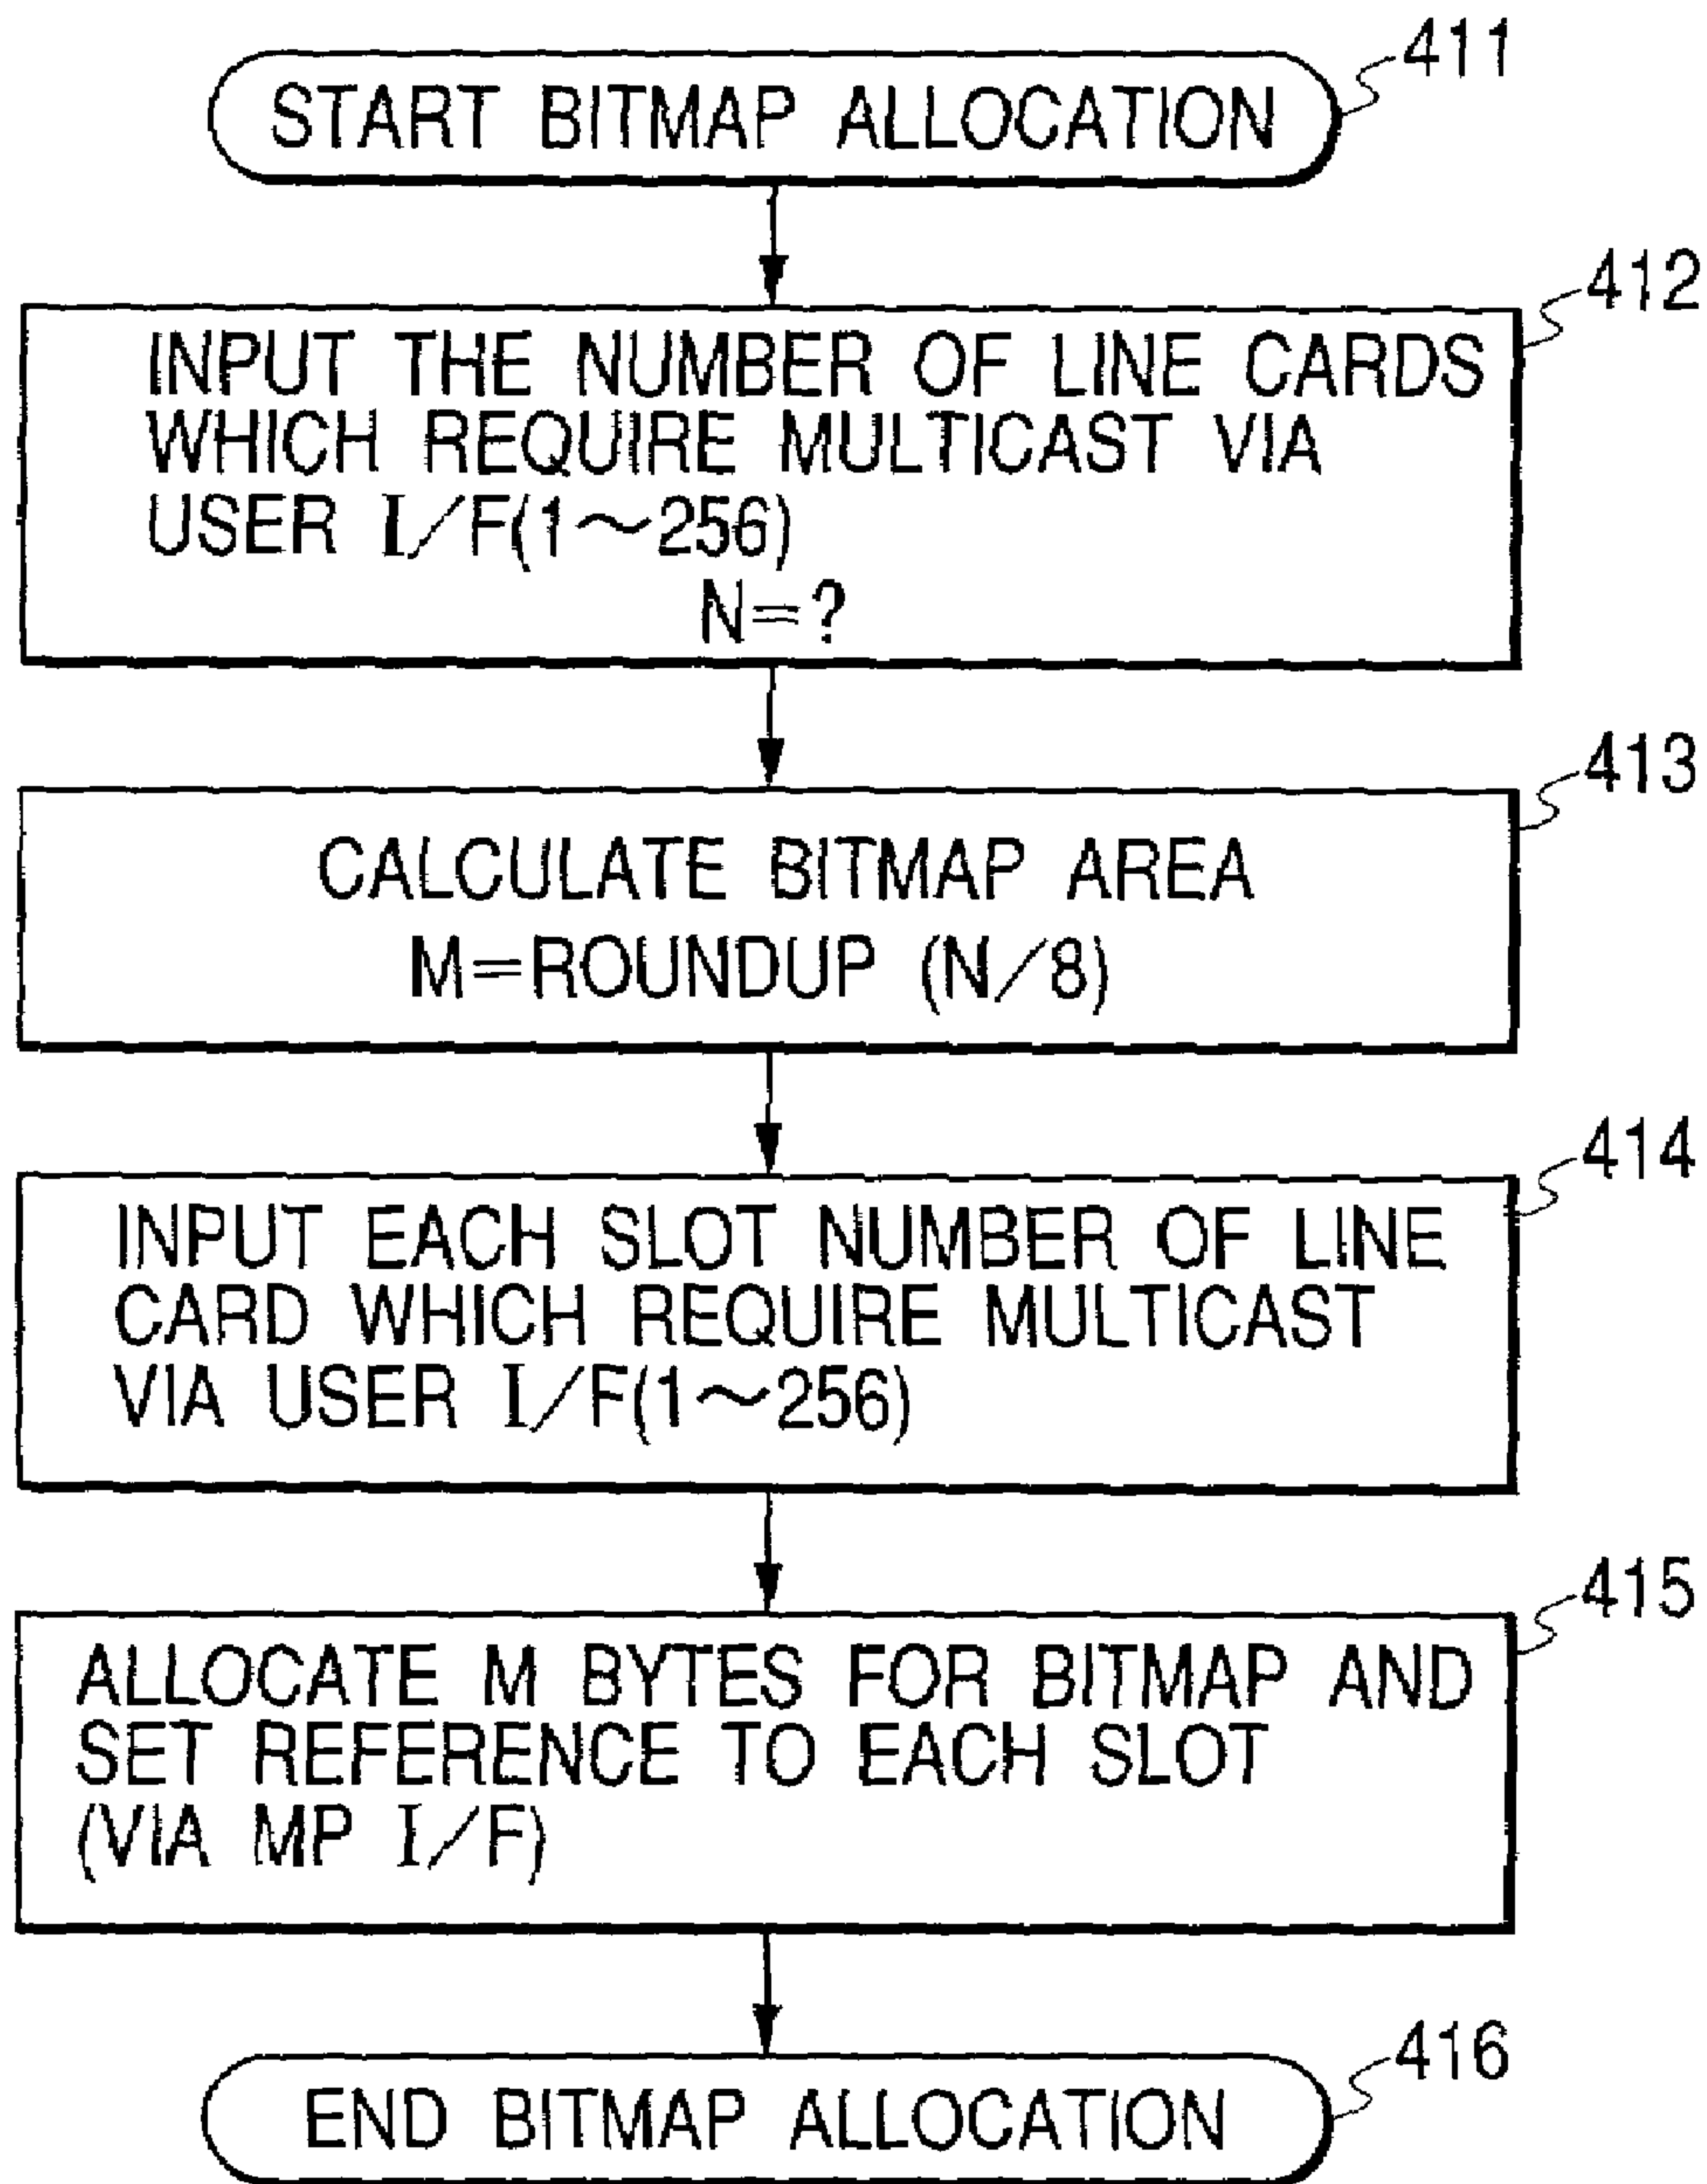 411
START BITMAP ALLOCATION
412
INPUT THE NUMBER OF LINE CARDS
WHICH REQUIRE MULTICAST VIA
USER I/F(1~256)
N=?
413
CALCULATE BITMAP AREA
M=ROUNDUP (N/8)
414
INPUT EACH SLOT NUMBER OF LINE
CARD WHICH REQUIRE MULTICAST
VIA USER I/F(1~256)
415
ALLOCATE M BYTES FOR BITMAP AND
SET REFERENCE TO EACH SLOT
(VIA MP I/F)
416
END BITMAP ALLOCATION